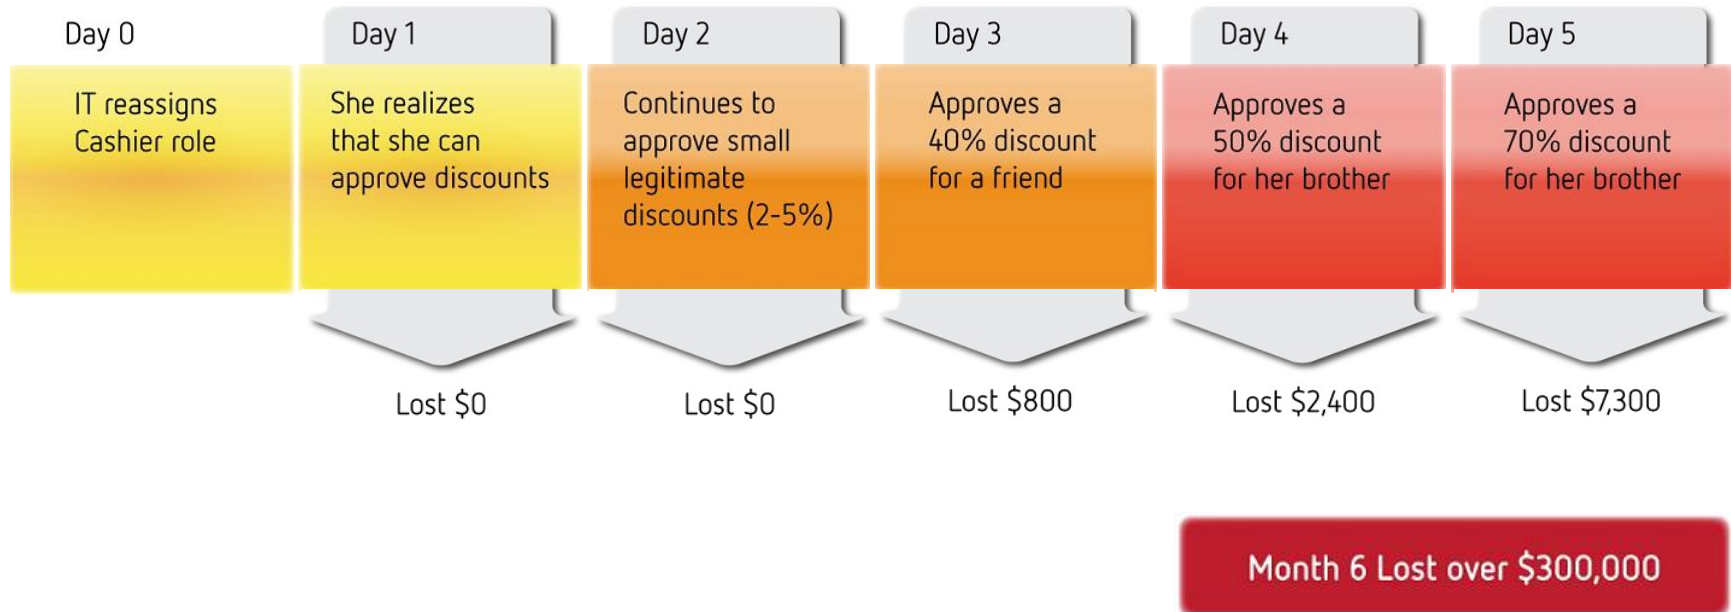 Day 0
IT reassigns
Cashier role
Day 1
She realizes
that she can
approve discounts
Lost $0
Day 2
Continues to
approve small
legitimate
discounts (2-5%)
Lost $0
Day 3
Approves a
40% discount
for a friend
Lost $800
Day 4
Approves a
50% discount
for her brother
Lost $2,400
Day 5
Approves a
70% discount
for her brother
Lost $7,300
Month 6 Lost over $300,000